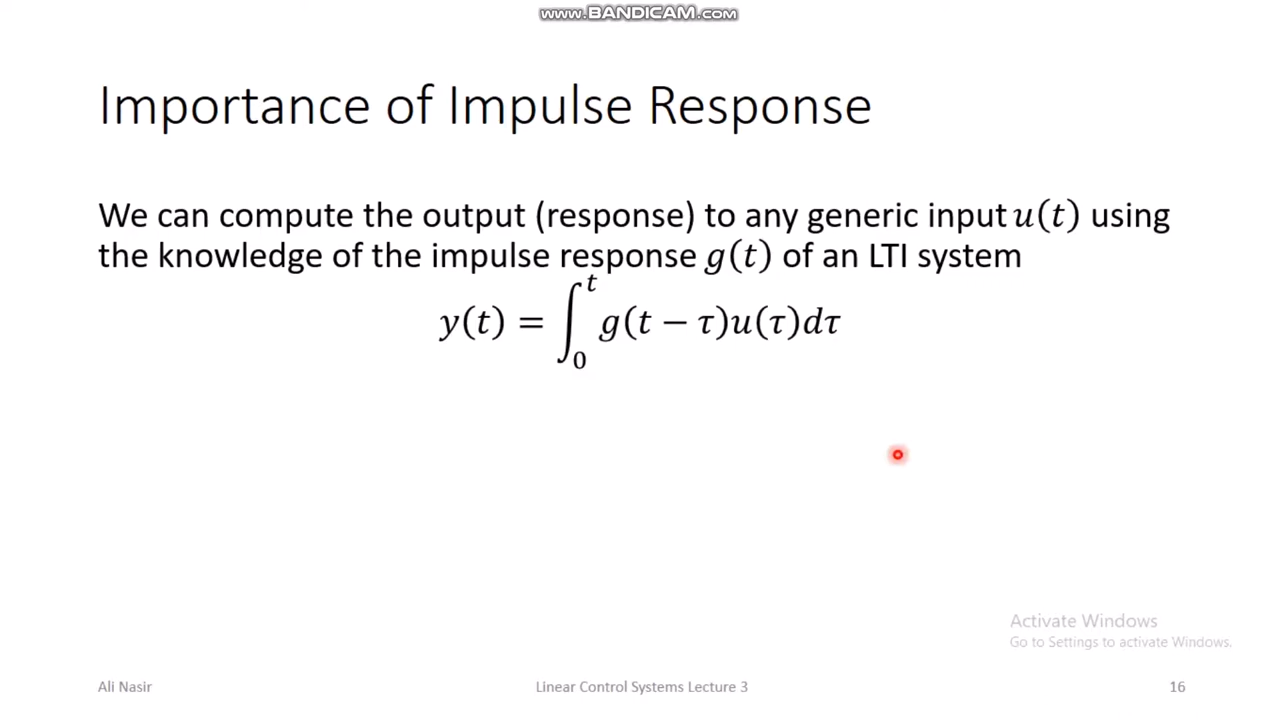 www.BANDICAM.com
Importance of Impulse Response
We can compute the output (response) to any generic input u(t) using
the knowledge of the impulse response g(t) of an LTI system
y(t) = ∫₀ᵗ g(t − τ)u(τ)dτ
Activate Windows
Go to Settings to activate Windows.
Ali Nasir
Linear Control Systems Lecture 3
16